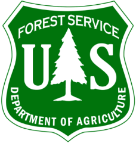 FOREST SERVICE
U S
DEPARTMENT OF AGRICULTURE